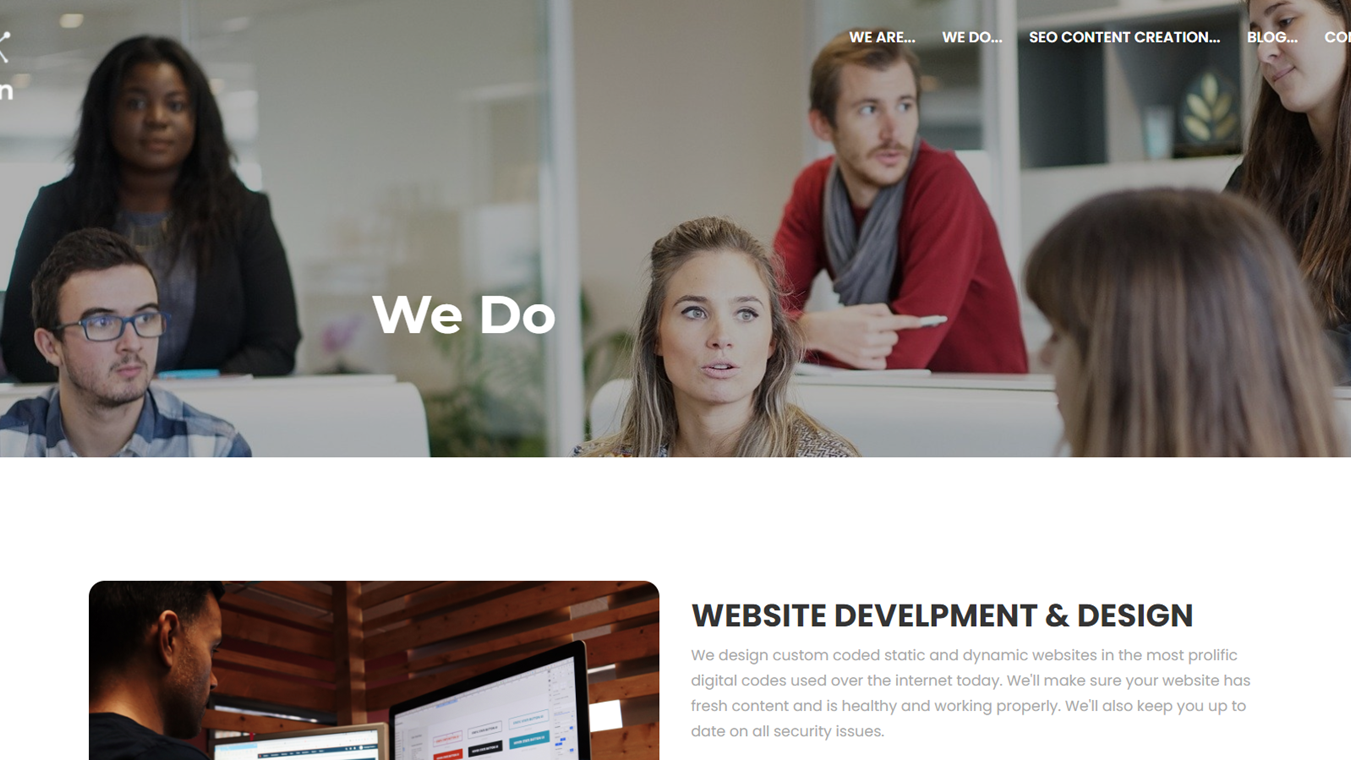 n
WE ARE... WE DO... SEO CONTENT CREATION... BLOG... CO
We Do
WEBSITE DEVELPMENT & DESIGN
We design custom coded static and dynamic websites in the most prolific
digital codes used over the internet today. We'll make sure your website has
fresh content and is healthy and working properly. We'll also keep you up to
date on all security issues.